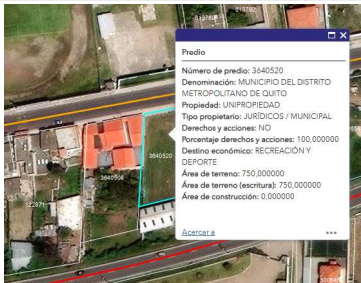 Predio
Número de predio: 3640520
Denominación: MUNICIPIO DEL DISTRITO
METROPOLITANO DE QUITO
Propiedad: UNIPROPIEDAD
Tipo propietario: JURÍDICOS / MUNICIPAL
Derechos y acciones: NO
Porcentaje derechos y acciones: 100,000000
Destino económico: RECREACIÓN Y
DEPORTE
Área de terreno: 750,000000
Área de terreno (escritura): 750,000000
Área de construcción: 0,000000
Acercar a
3640520
3640508